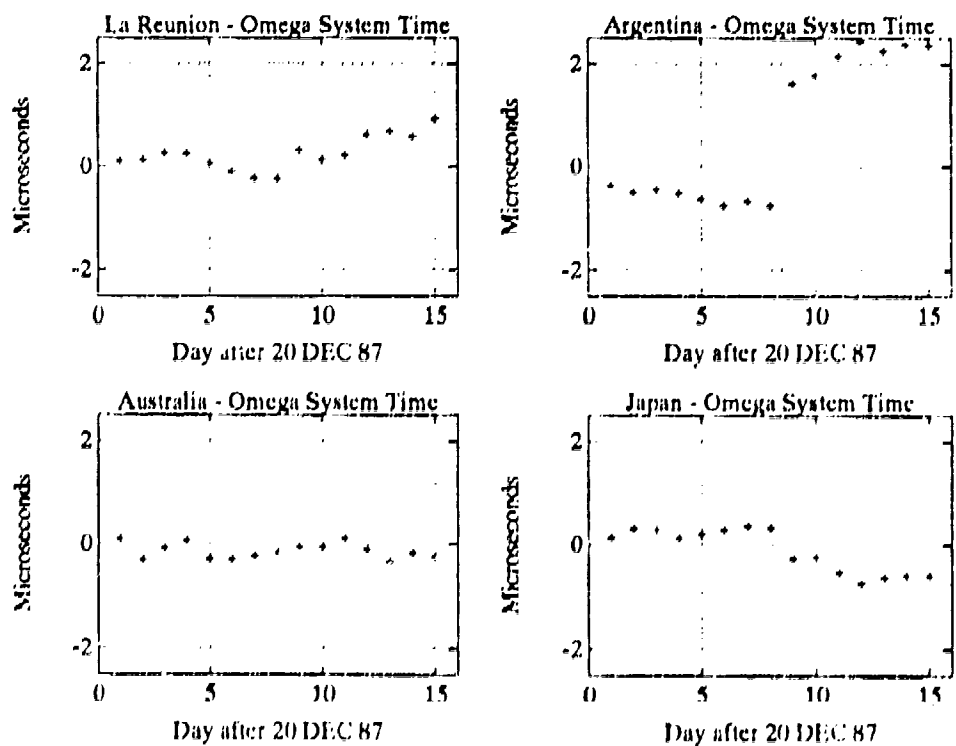 La Reunion - Omega System Time
Microseconds
2
0
-2
0 5 10 15
Day after 20 DEC 87
Argentina - Omega System Time
Microseconds
2
0
-2
0 5 10 15
Day after 20 DEC 87
Australia - Omega System Time
Microseconds
2
0
-2
0 5 10 15
Day after 20 DEC 87
Japan - Omega System Time
Microseconds
2
0
-2
0 5 10 15
Day after 20 DEC 87